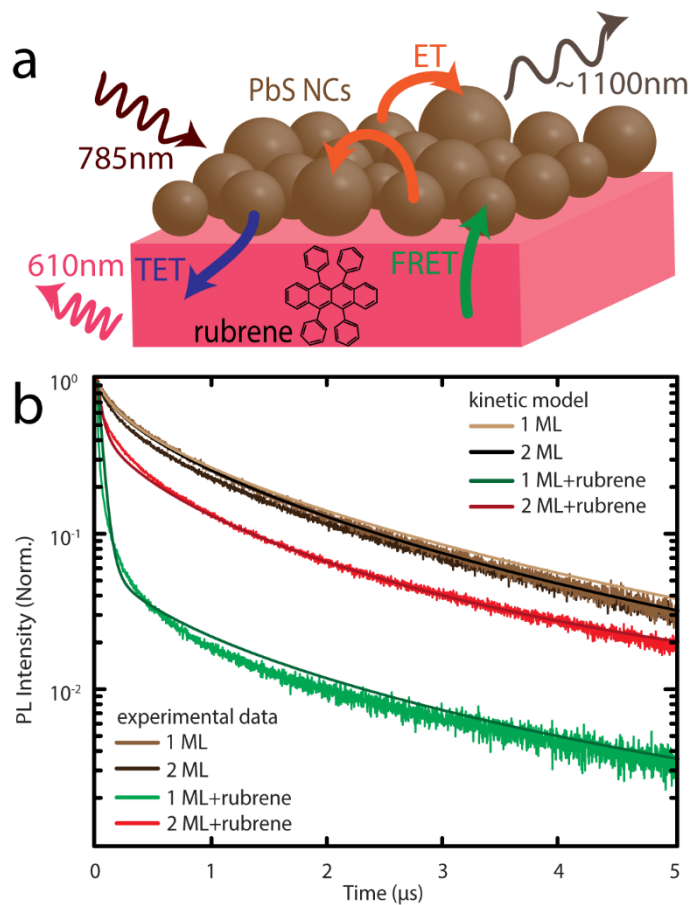 a
ET
PbS NCs
~1100nm
785nm
610nm
TET
FRET
rubrene
b
10⁰
10⁻¹
10⁻²
PL Intensity (Norm.)
kinetic model
1 ML
2 ML
1 ML+rubrene
2 ML+rubrene
experimental data
1 ML
2 ML
1 ML+rubrene
2 ML+rubrene
0 1 2 3 4 5
Time (μs)